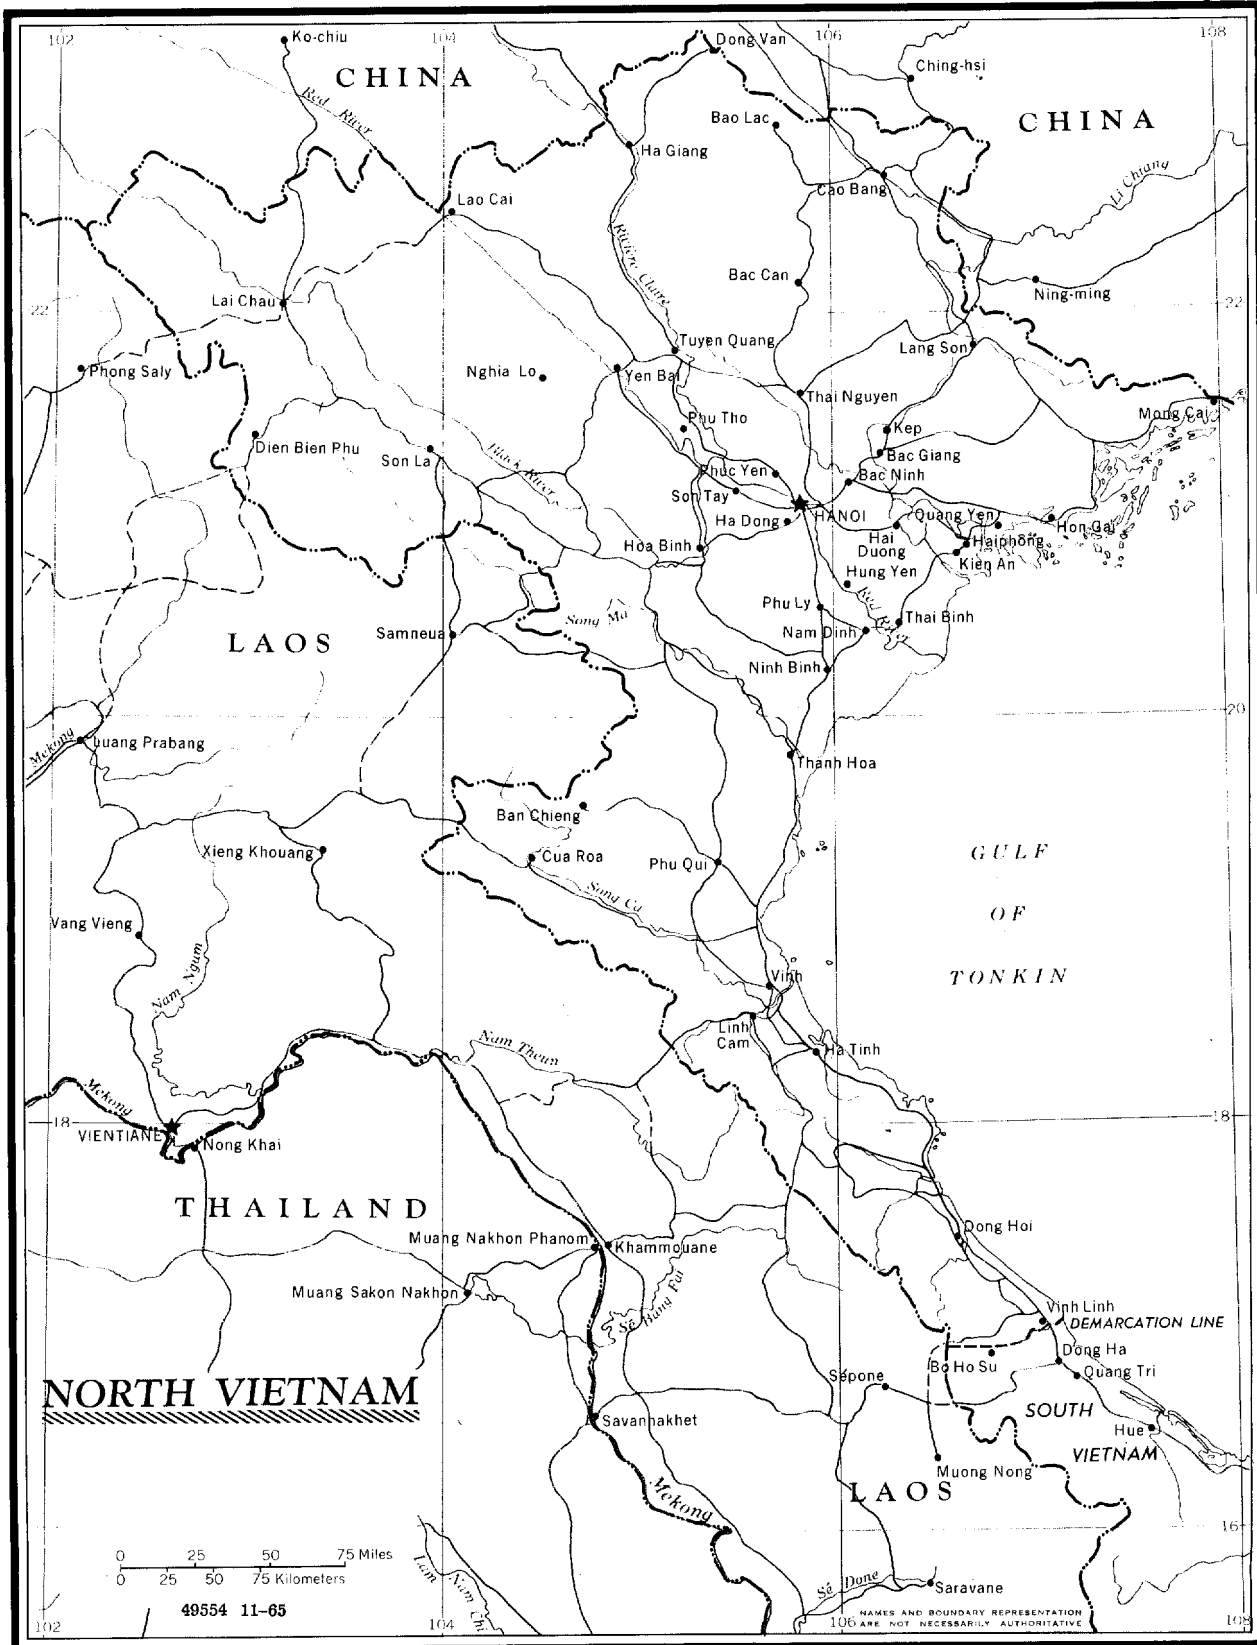 102
104
106
108
Ko-chiu
Dong Van
Ching-hsi
CHINA
Red River
Bao Lac
CHINA
Ha Giang
Li Chiang
Cao Bang
Lao Cai
Rivière Claire
Bac Can
Ning-ming
Lai Chau
22
22
Tuyen Quang
Lang Son
Phong Saly
Nghia Lo
Yen Bai
Thai Nguyen
Mong Cai
Phu Tho
Kep
Dien Bien Phu
Son La
Black River
Bac Giang
Phuc Yen
Bac Ninh
Son Tay
HANOI
Quang Yen
Ha Dong
Hon Gai
Hai
Duong
Haiphong
Hoa Binh
Kien An
Hung Yen
Red River
Phu Ly
Thai Binh
Song Ma
LAOS
Samneua
Nam Dinh
Ninh Binh
20
Mekong
Luang Prabang
Thanh Hoa
Ban Chieng
Xieng Khouang
Cua Roa
Phu Qui
GULF
OF
TONKIN
Song Ca
Vang Vieng
Nam Ngum
Vinh
Linh
Cam
Ha Tinh
Nam Theun
Mekong
18
18
VIENTIANE
Nong Khai
THAILAND
Dong Hoi
Muang Nakhon Phanom
Khammouane
Muang Sakon Nakhon
Sé Bang Fai
Vinh Linh
DEMARCATION LINE
Bo Ho Su
Dong Ha
Sépone
Quang Tri
NORTH VIETNAM
Savannakhet
SOUTH
VIETNAM
Hue
Muong Nong
LAOS
Mekong
16
0 25 50 75 Miles
0 25 50 75 Kilometers
Lam Nam Chi
Sé Done
Saravane
49554 11-65
NAMES AND BOUNDARY REPRESENTATION
ARE NOT NECESSARILY AUTHORITATIVE
102
104
106
108